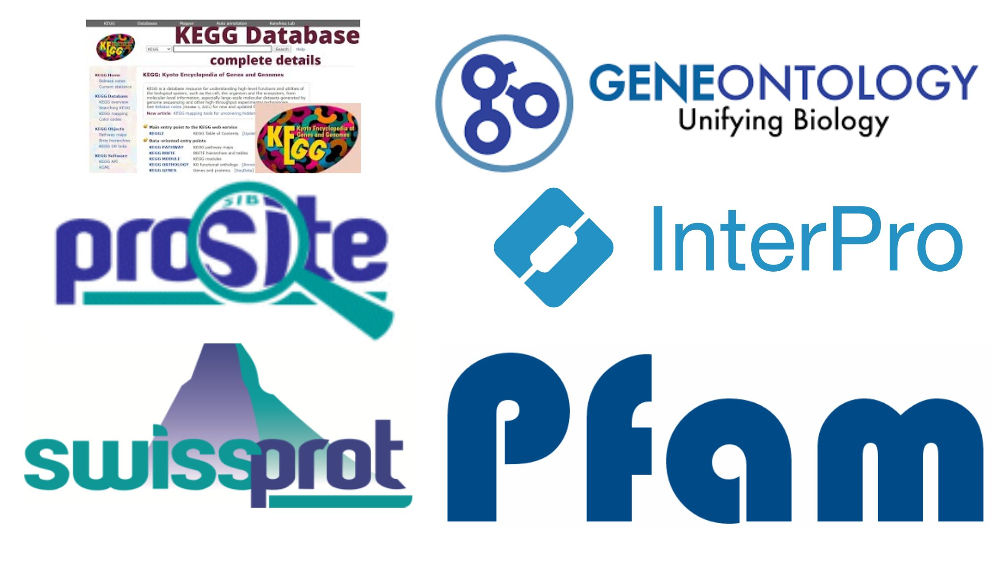 KEGG Databases Mapper Auto annotation Kanehisa Lab
KEGG Database
KEGG
KEGG Search Help
complete details
KEGG Home
Release notes
Current statistics
KEGG Database
KEGG overview
Searching KEGG
KEGG mapping
Color codes
KEGG Objects
Pathway maps
Brite hierarchies
KEGG DB links
KEGG Software
KEGG API
KGML
KEGG: Kyoto Encyclopedia of Genes and Genomes
KEGG is a database resource for understanding high-level functions and utilities of
the biological system, such as the cell, the organism and the ecosystem, from
molecular-level information, especially large-scale molecular datasets generated by
genome sequencing and other high-throughput experimental technologies.
See Release notes (October 1, 2021) for new and updated f
New article KEGG mapping tools for uncovering hidden
Main entry point to the KEGG web service
KEGG2 KEGG Table of Contents [Updat
Data-oriented entry points
KEGG PATHWAY KEGG pathway maps
KEGG BRITE BRITE hierarchies and tables
KEGG MODULE KEGG modules
KEGG ORTHOLOGY KO functional orthologs [Annot
KEGG GENES Genes and proteins [SeqData]
KEGG
Kyoto Encyclopedia of
Genes and Genomes
go
GENEONTOLOGY
Unifying Biology
SIB
prosite
InterPro
swissprot
Pfam